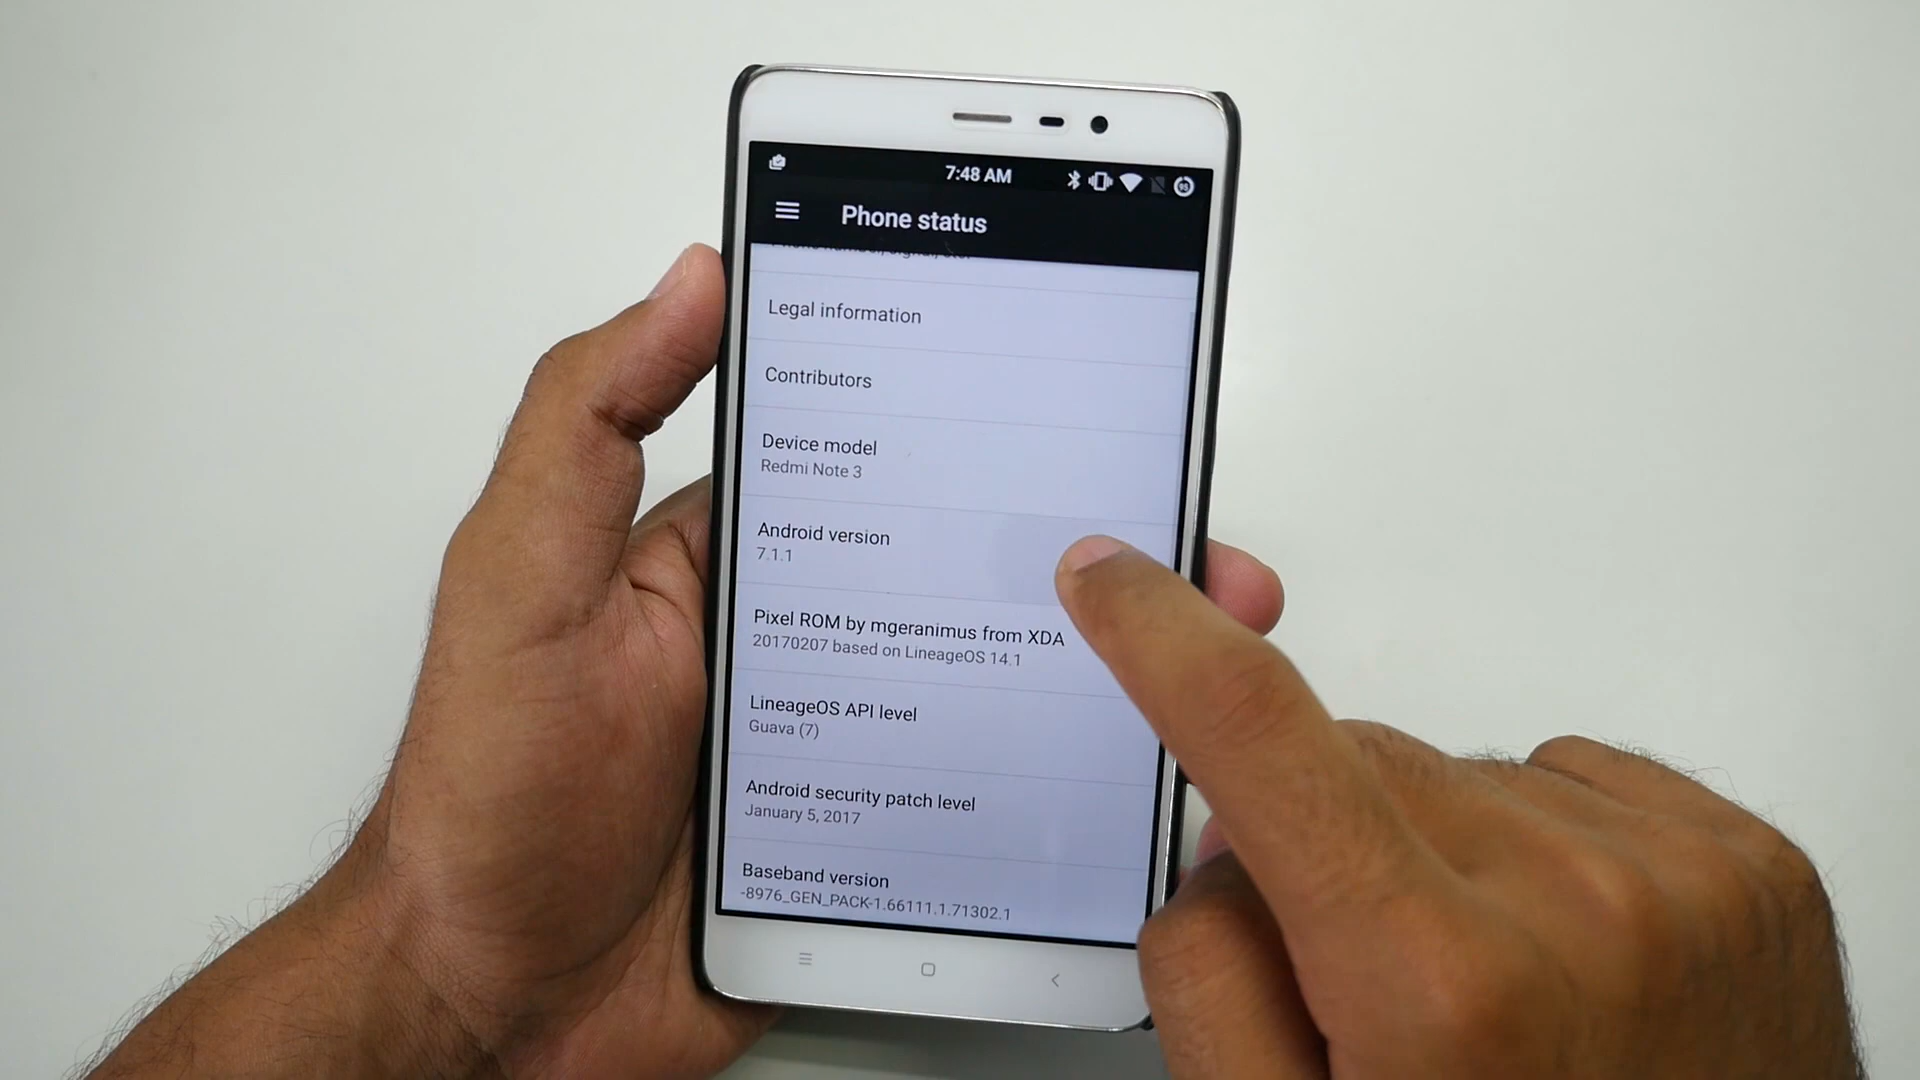 7:48 AM
95
Phone status
Legal information
Contributors
Device model
Redmi Note 3
Android version
7.1.1
Pixel ROM by mgeranimus from XDA
20170207 based on LineageOS 14.1
LineageOS API level
Guava (7)
Android security patch level
January 5, 2017
Baseband version
-8976_GEN_PACK-1.66111.1.71302.1